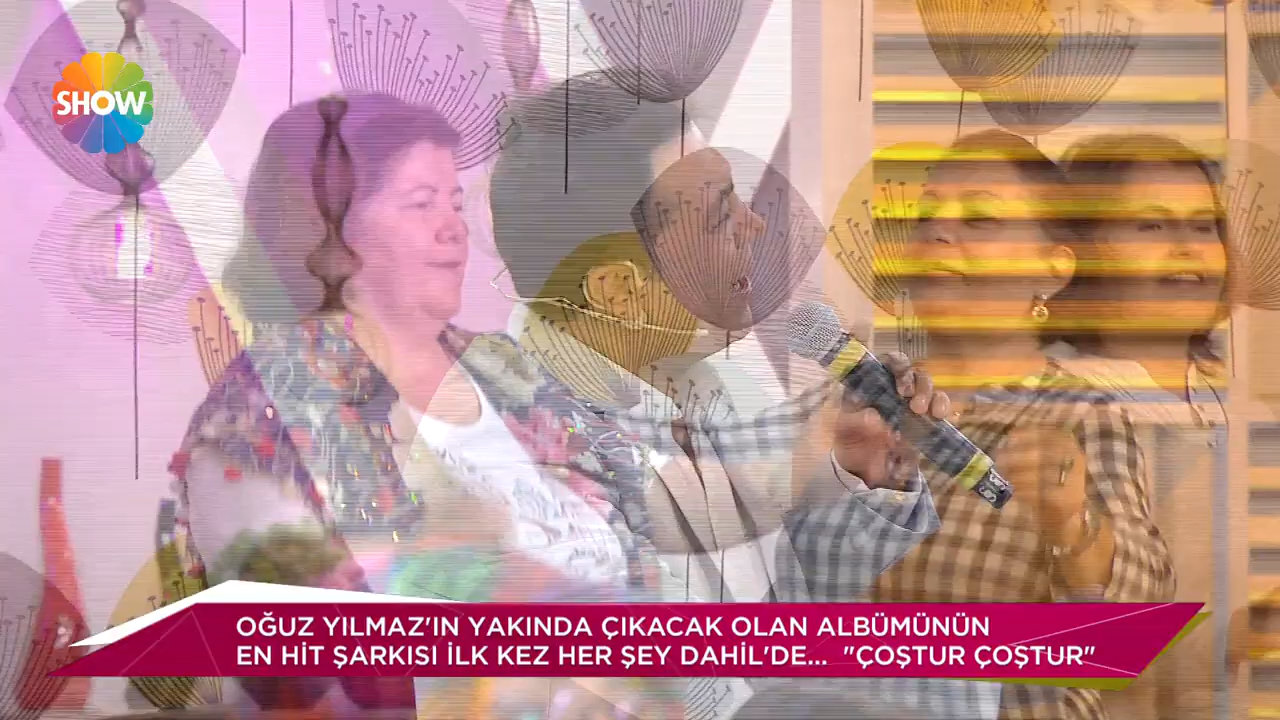 SHOW
OĞUZ YILMAZ'IN YAKINDA ÇIKACAK OLAN ALBÜMÜNÜN
EN HİT ŞARKISI İLK KEZ HER ŞEY DAHİL'DE... "ÇOŞTUR ÇOŞTUR"